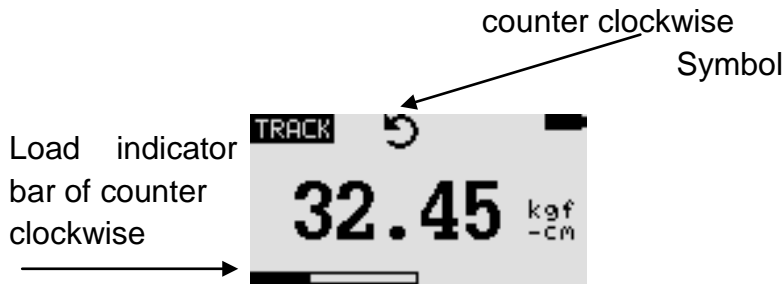 counter clockwise
Symbol
TRACK
Load indicator
bar of counter
clockwise
32.45
kgf
-cm